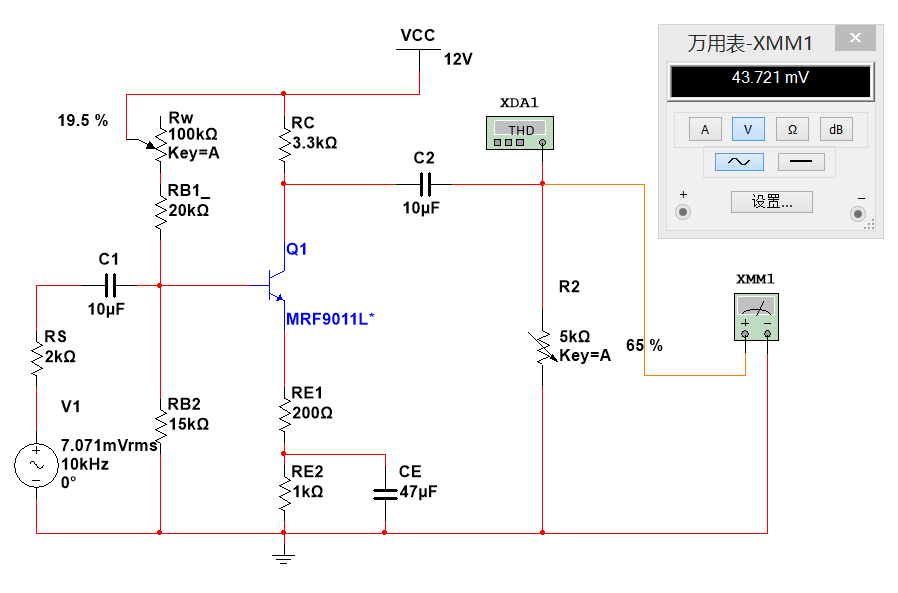 VCC
12V
万用表-XMM1
43.721 mV
A
V
Ω
dB
+
设置...
−
19.5 %
Rw
100kΩ
Key=A
RC
3.3kΩ
XDA1
THD
RB1_
20kΩ
C2
10µF
Q1
MRF9011L*
C1
10µF
RS
2kΩ
R2
5kΩ
Key=A
65 %
XMM1
+ −
V1
7.071mVrms
10kHz
0°
+
−
RB2
15kΩ
RE1
200Ω
RE2
1kΩ
CE
47µF